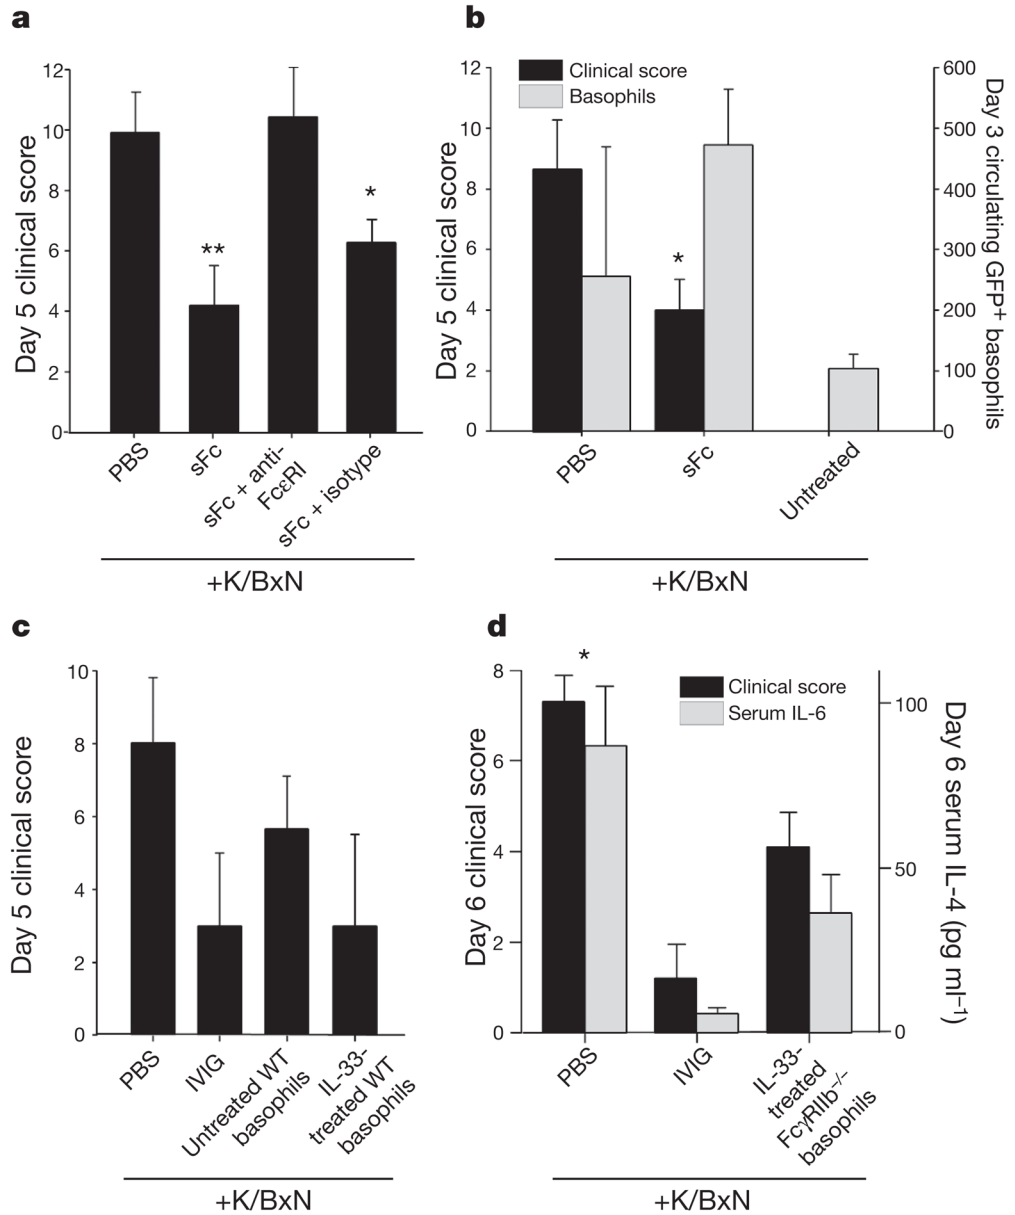 a
Day 5 clinical score
12
10
8
6
4
2
0
**
*
PBS
sFc
sFc + anti-
FcεRI
sFc + isotype
+K/BxN
b
Clinical score
Basophils
Day 5 clinical score
12
10
8
6
4
2
0
*
600
500
400
300
200
100
0
Day 3 circulating GFP⁺ basophils
PBS
sFc
Untreated
+K/BxN
c
Day 5 clinical score
10
8
6
4
2
0
PBS
IVIG
Untreated WT
basophils
IL-33-
treated WT
basophils
+K/BxN
d
*
Clinical score
Serum IL-6
Day 6 clinical score
8
6
4
2
0
100
50
0
Day 6 serum IL-4 (pg ml⁻¹)
PBS
IVIG
IL-33-
treated
FcγRIIb⁻/⁻
basophils
+K/BxN